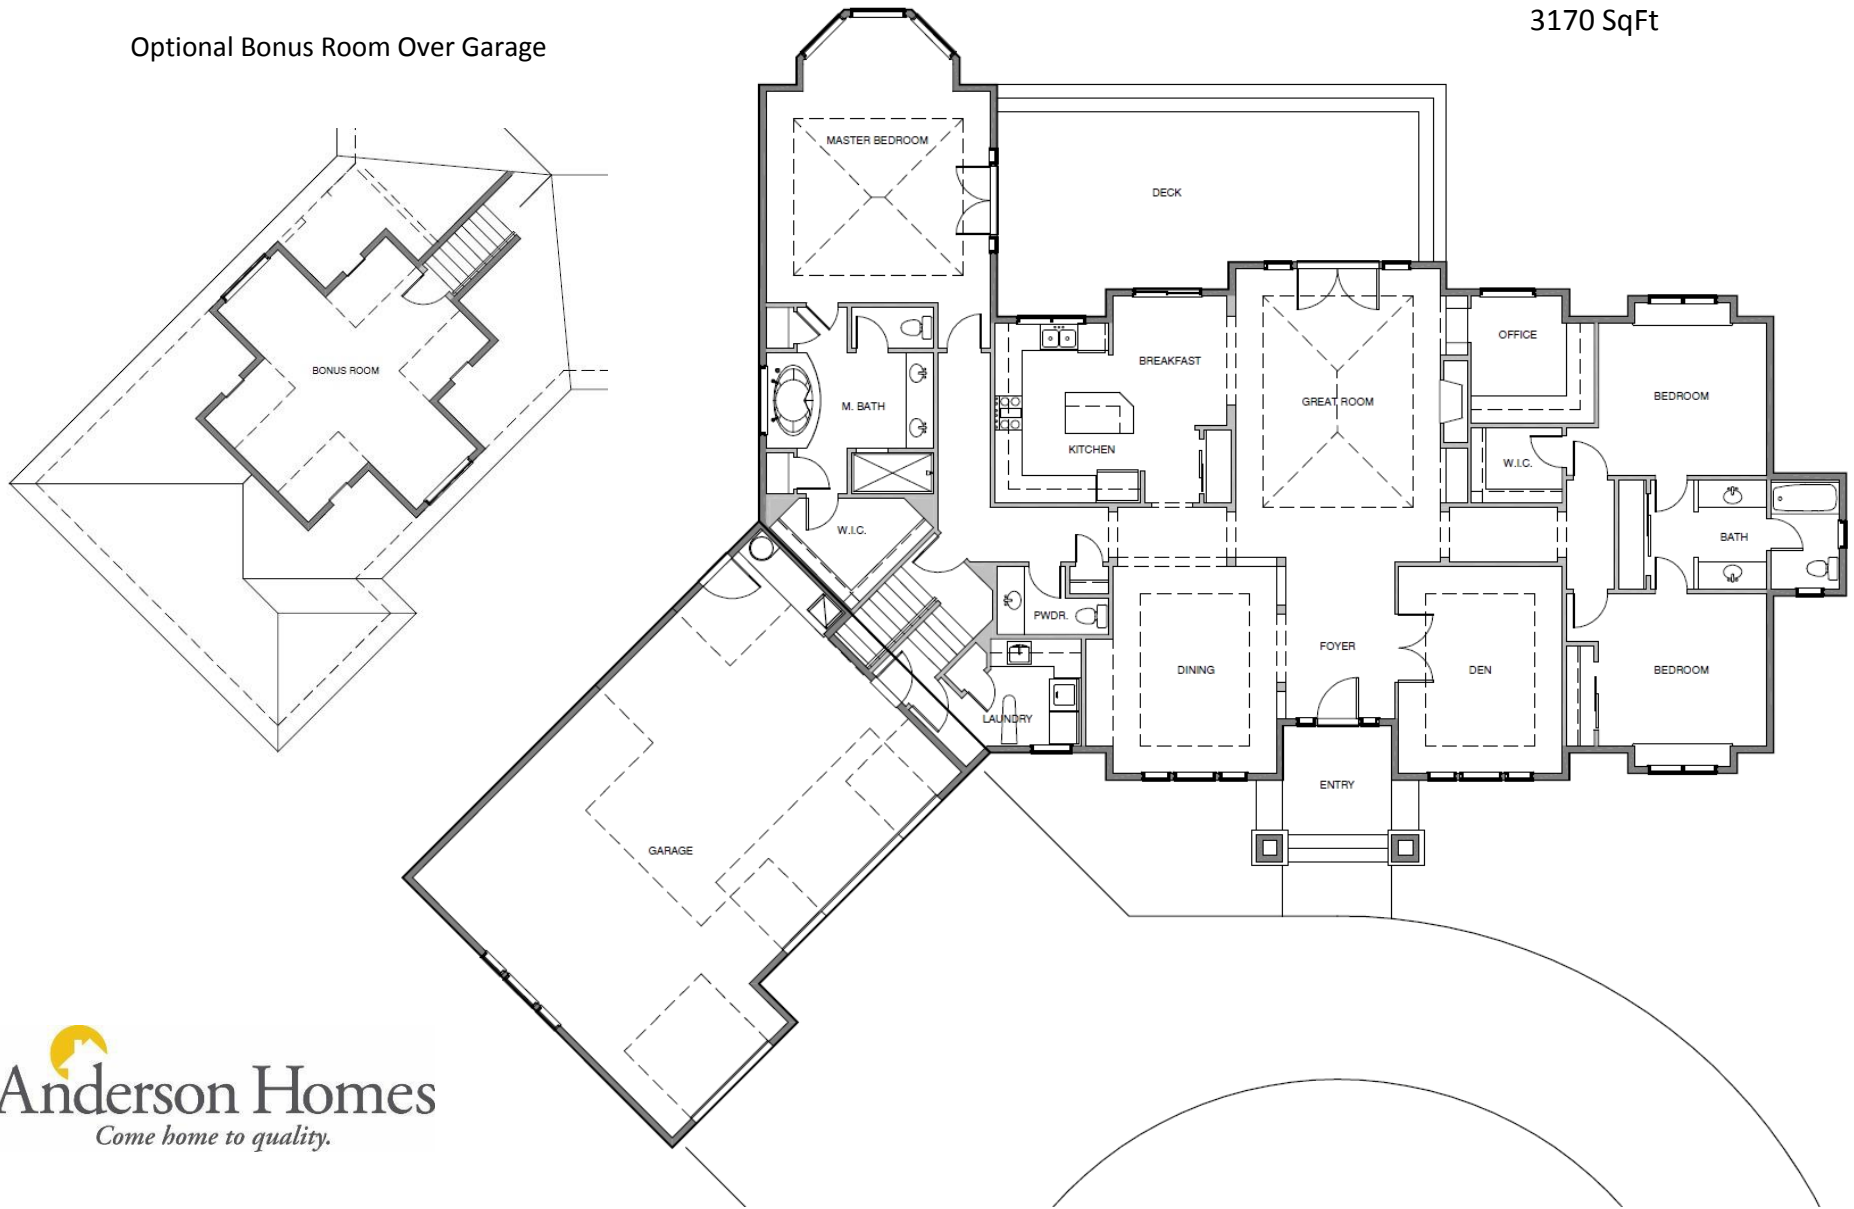 3170 SqFt
Optional Bonus Room Over Garage
MASTER BEDROOM
DECK
OFFICE
BREAKFAST
BONUS ROOM
BEDROOM
GREAT ROOM
M. BATH
KITCHEN
W.I.C.
W.I.C.
BATH
PWDR.
FOYER
DINING
DEN
BEDROOM
LAUNDRY
ENTRY
GARAGE
Anderson Homes
Come home to quality.